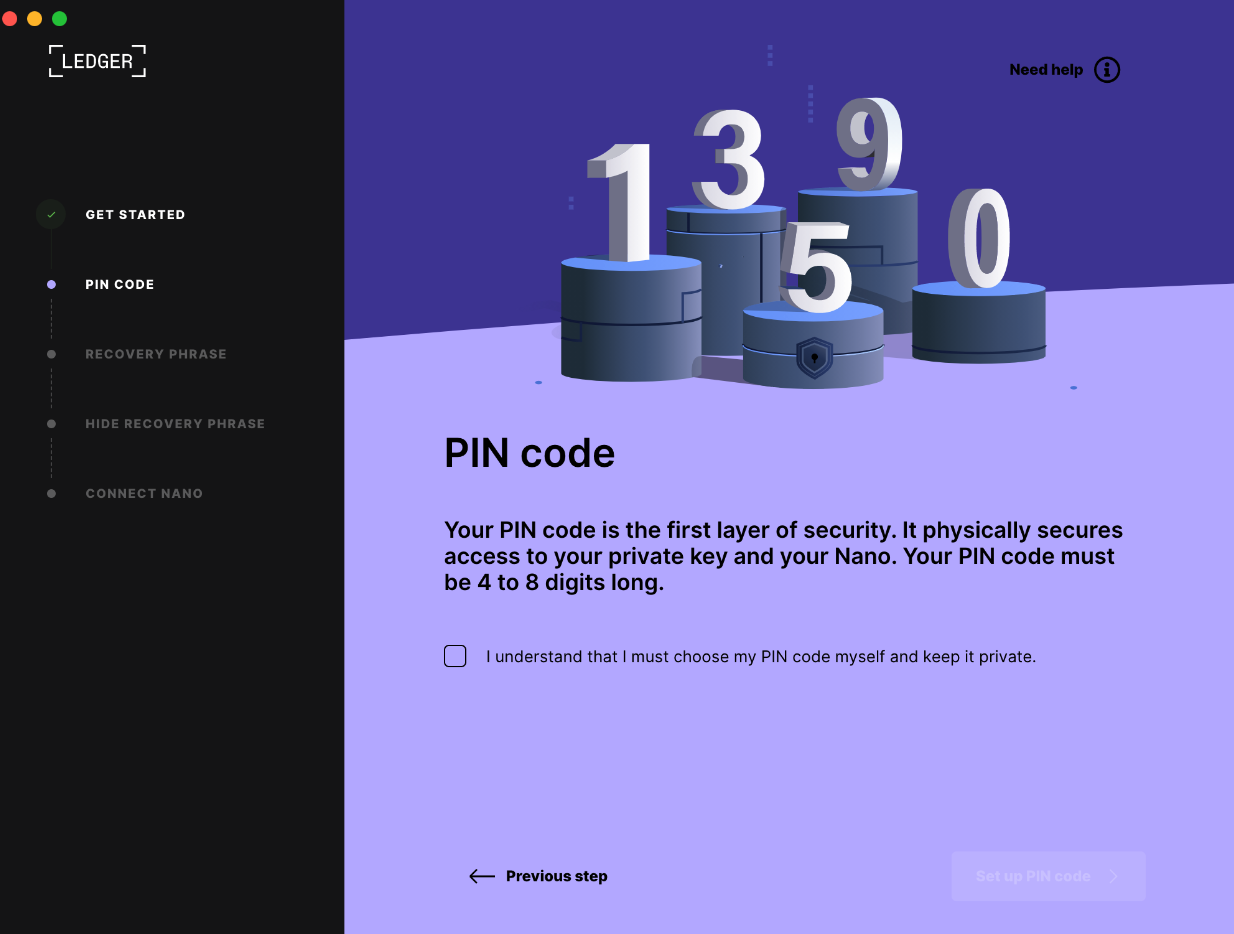 LEDGER
Need help
1 3 9 5 0
GET STARTED
PIN CODE
RECOVERY PHRASE
HIDE RECOVERY PHRASE
CONNECT NANO
PIN code
Your PIN code is the first layer of security. It physically secures
access to your private key and your Nano. Your PIN code must
be 4 to 8 digits long.
I understand that I must choose my PIN code myself and keep it private.
Previous step
Set up PIN code